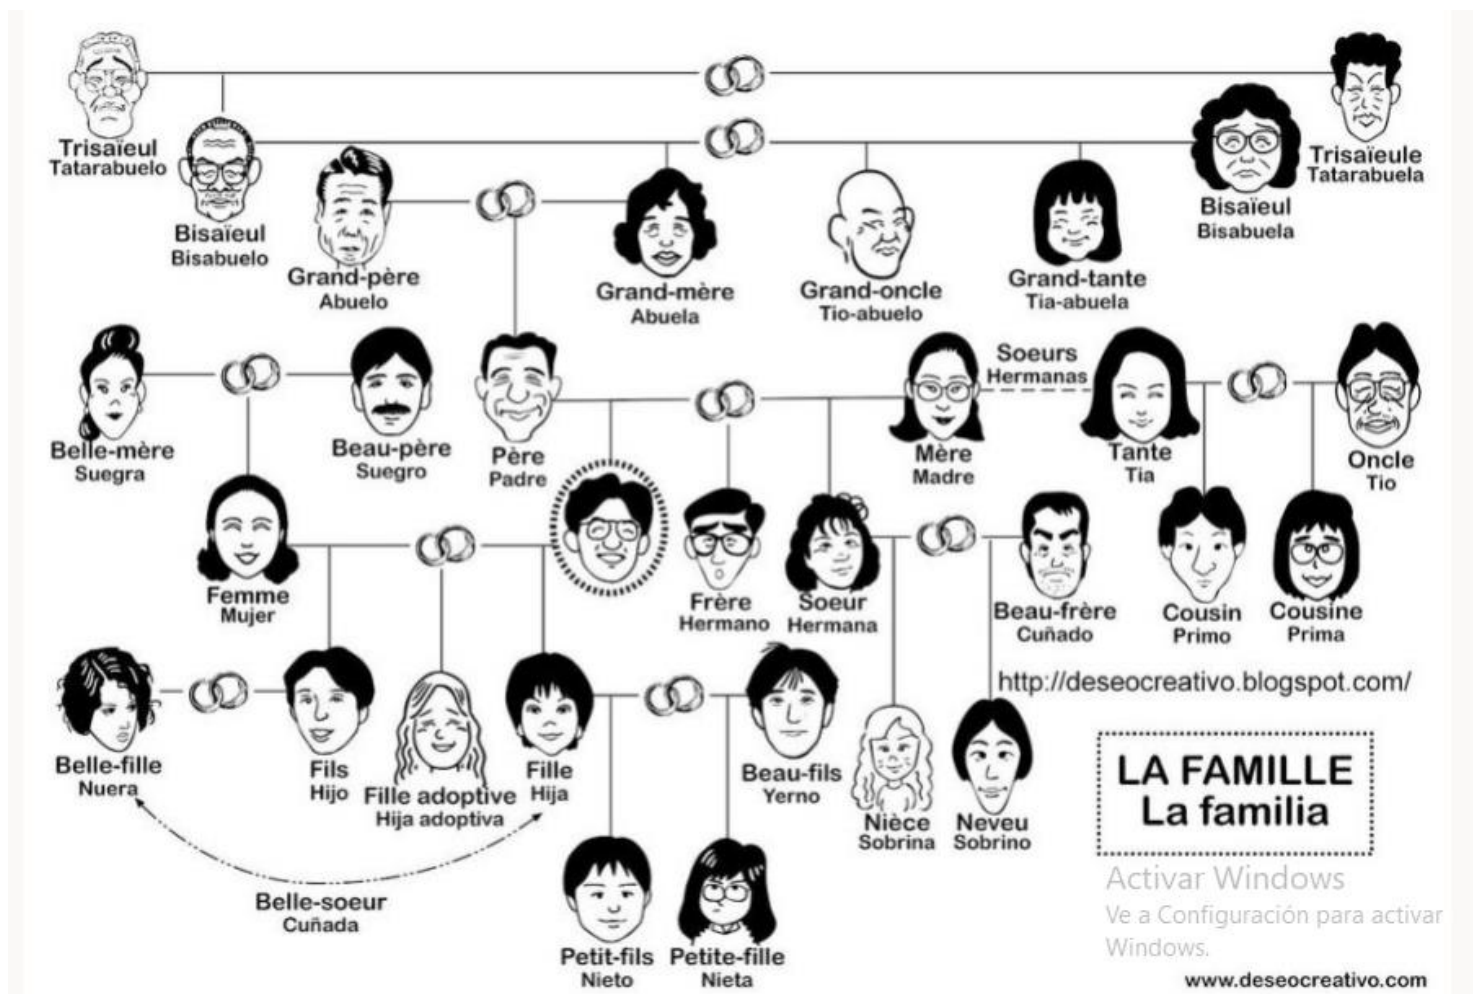 Trisaïeul
Tatarabuelo
Trisaïeule
Tatarabuela
Bisaïeul
Bisabuelo
Bisaïeul
Bisabuela
Grand-père
Abuelo
Grand-mère
Abuela
Grand-oncle
Tio-abuelo
Grand-tante
Tia-abuela
Soeurs
Hermanas
Belle-mère
Suegra
Beau-père
Suegro
Père
Padre
Mère
Madre
Tante
Tia
Oncle
Tio
Femme
Mujer
Frère
Hermano
Soeur
Hermana
Beau-frère
Cuñado
Cousin
Primo
Cousine
Prima
http://deseocreativo.blogspot.com/
Belle-fille
Nuera
Fils
Hijo
Fille adoptive
Hija adoptiva
Fille
Hija
Beau-fils
Yerno
Nièce
Sobrina
Neveu
Sobrino
LA FAMILLE
La familia
Belle-soeur
Cuñada
Petit-fils
Nieto
Petite-fille
Nieta
Activar Windows
Ve a Configuración para activar
Windows.
www.deseocreativo.com